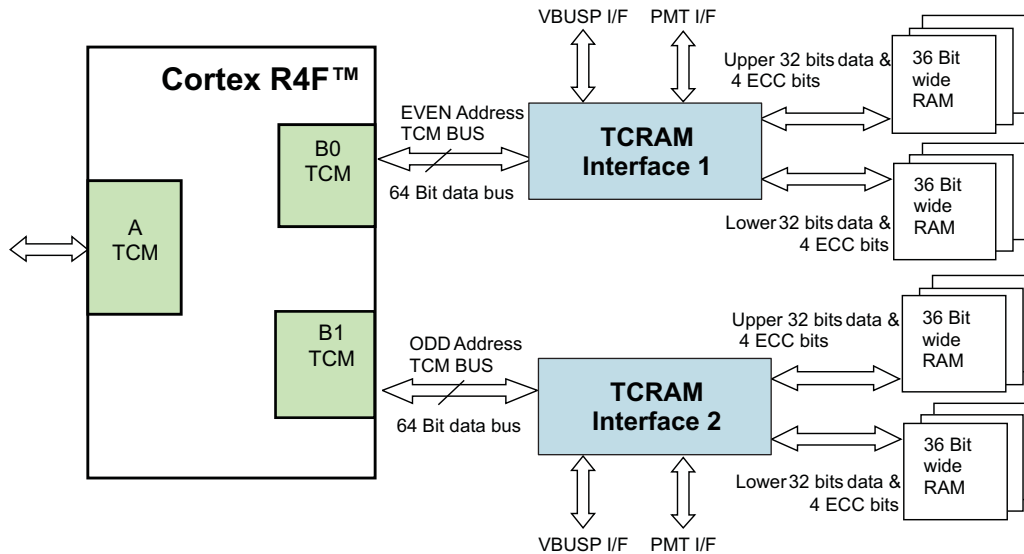 VBUSP I/F
PMT I/F
Cortex R4F™
EVEN Address
TCM BUS
64 Bit data bus
B0
TCM
A
TCM
B1
TCM
TCRAM
Interface 1
Upper 32 bits data &
4 ECC bits
36 Bit
wide
RAM
Lower 32 bits data &
4 ECC bits
36 Bit
wide
RAM
ODD Address
TCM BUS
64 Bit data bus
TCRAM
Interface 2
Upper 32 bits data &
4 ECC bits
36 Bit
wide
RAM
Lower 32 bits data &
4 ECC bits
36 Bit
wide
RAM
VBUSP I/F
PMT I/F